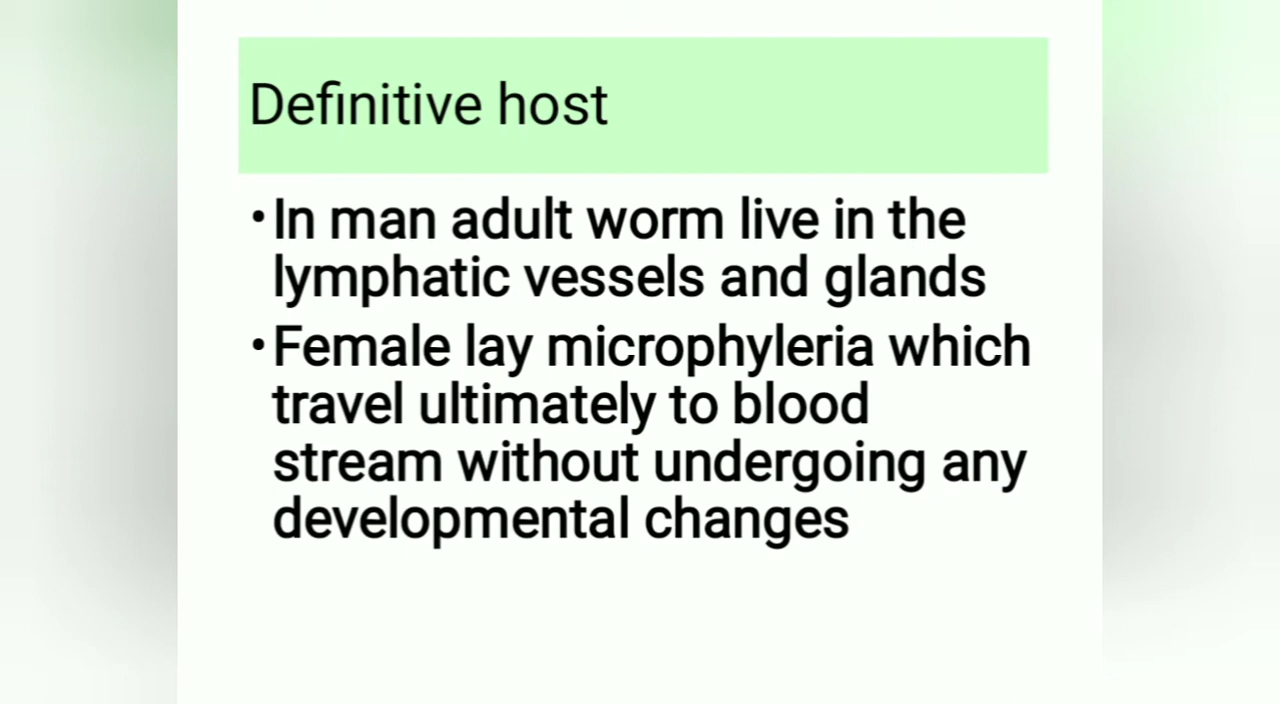 Definitive host
•In man adult worm live in the
lymphatic vessels and glands
•Female lay microphyleria which
travel ultimately to blood
stream without undergoing any
developmental changes